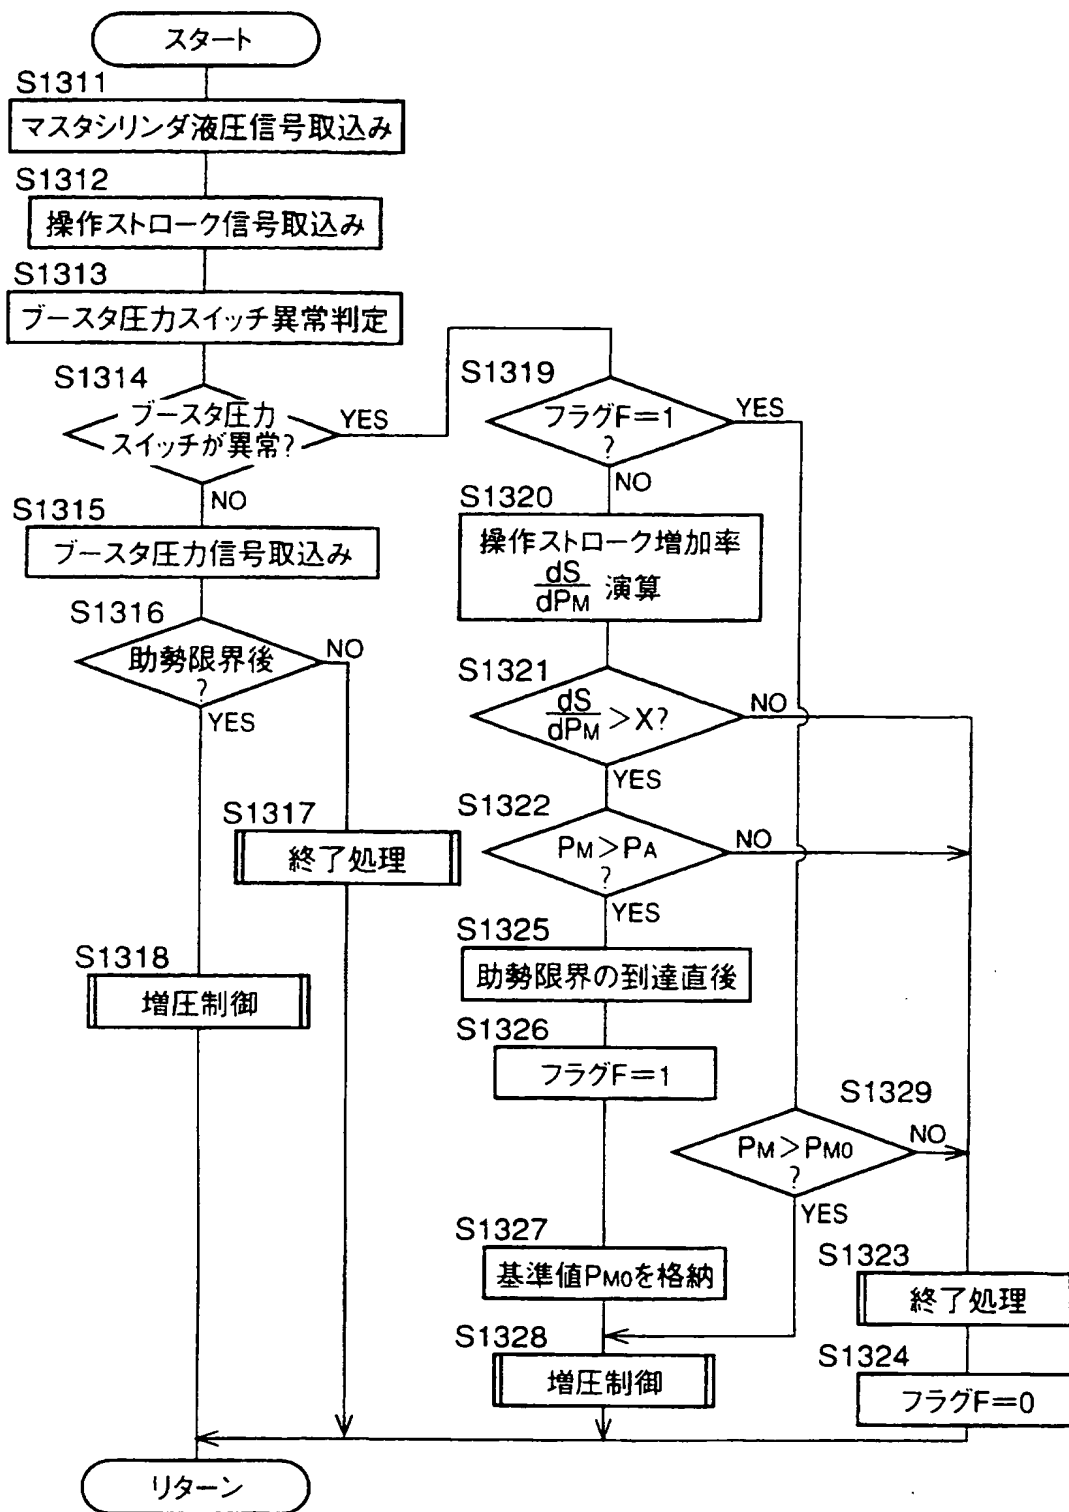 スタート
S1311
マスタシリンダ液圧信号取込み
S1312
操作ストローク信号取込み
S1313
ブースタ圧力スイッチ異常判定
S1314
ブースタ圧力
スイッチが異常?
YES
NO
S1315
ブースタ圧力信号取込み
S1316
助勢限界後
?
NO
YES
S1317
終了処理
S1318
増圧制御
S1319
フラグF=1
?
YES
NO
S1320
操作ストローク増加率
dS
dPM 演算
S1321
dS
dPM >X?
NO
YES
S1322
PM>PA
?
NO
YES
S1325
助勢限界の到達直後
S1326
フラグF=1
S1329
PM>PM0
?
NO
YES
S1327
基準値PM0を格納
S1328
増圧制御
S1323
終了処理
S1324
フラグF=0
リターン